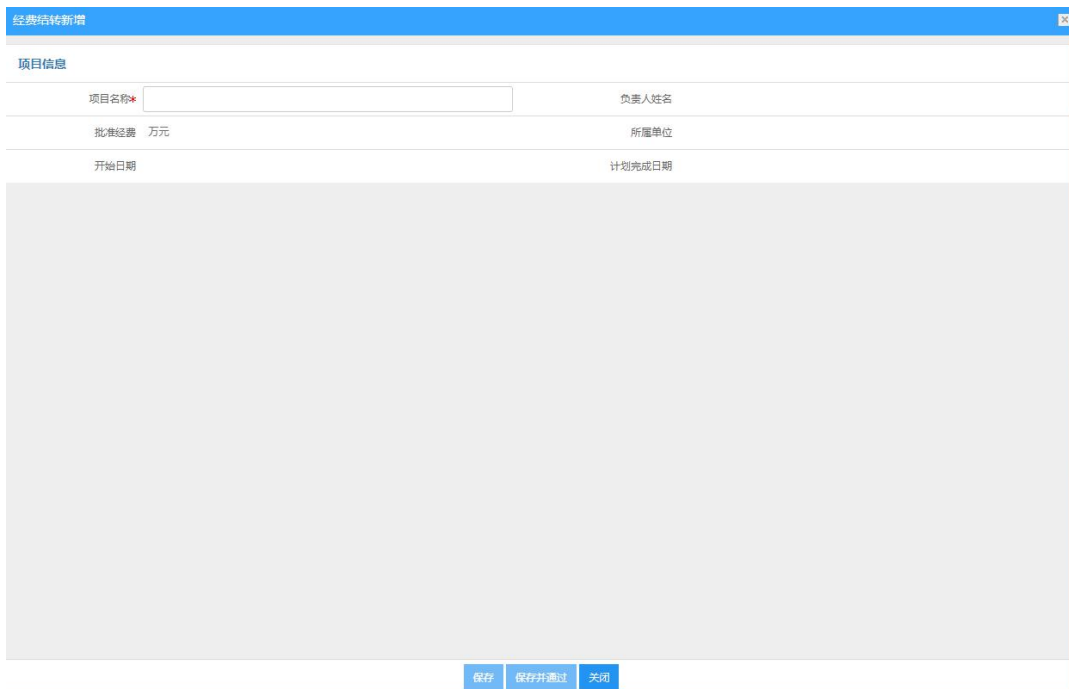 经费结转新增
项目信息
项目名称* 负责人姓名
批准经费 万元 所属单位
开始日期 计划完成日期
保存 保存并通过 关闭